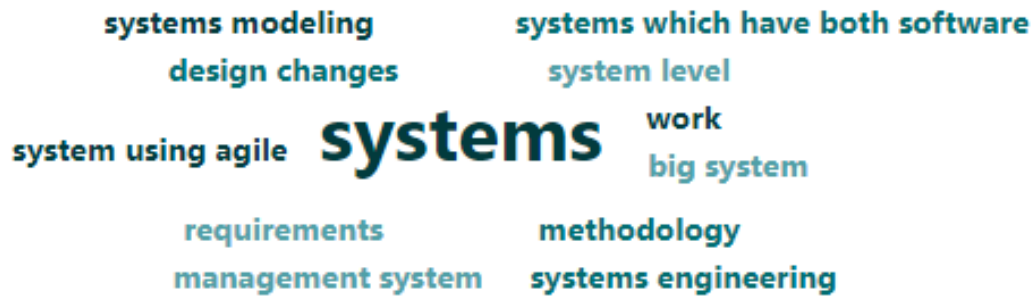 systems modeling
systems which have both software
design changes
system level
system using agile
systems
work
big system
requirements
methodology
management system
systems engineering